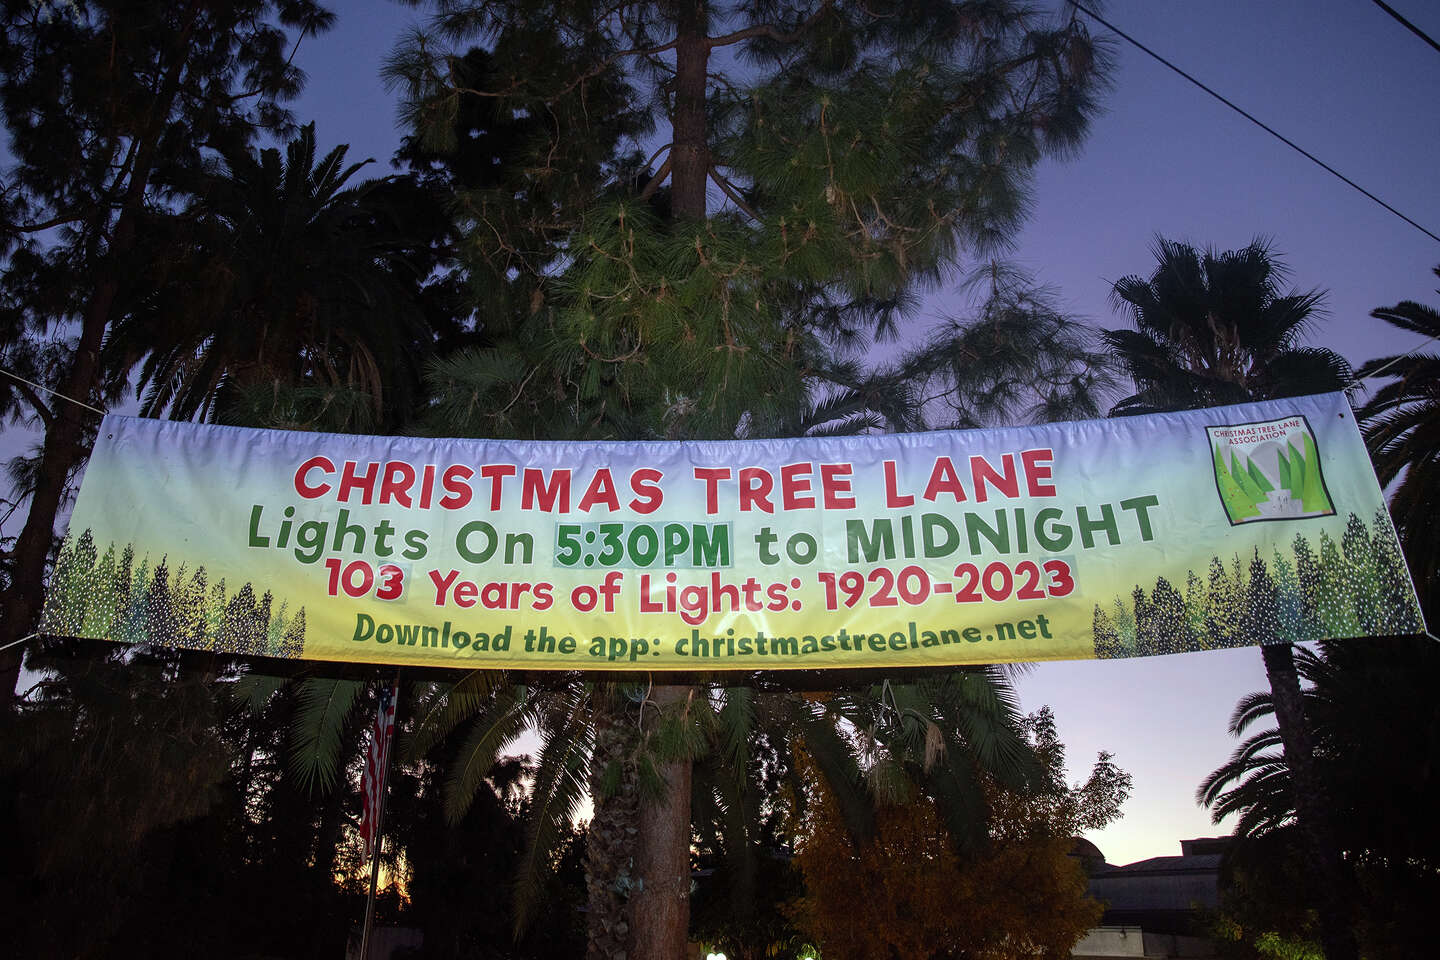 CHRISTMAS TREE LANE
Lights On 5:30PM to MIDNIGHT
103 Years of Lights: 1920-2023
Download the app: christmastreelane.net
CHRISTMAS TREE LANE
ASSOCIATION